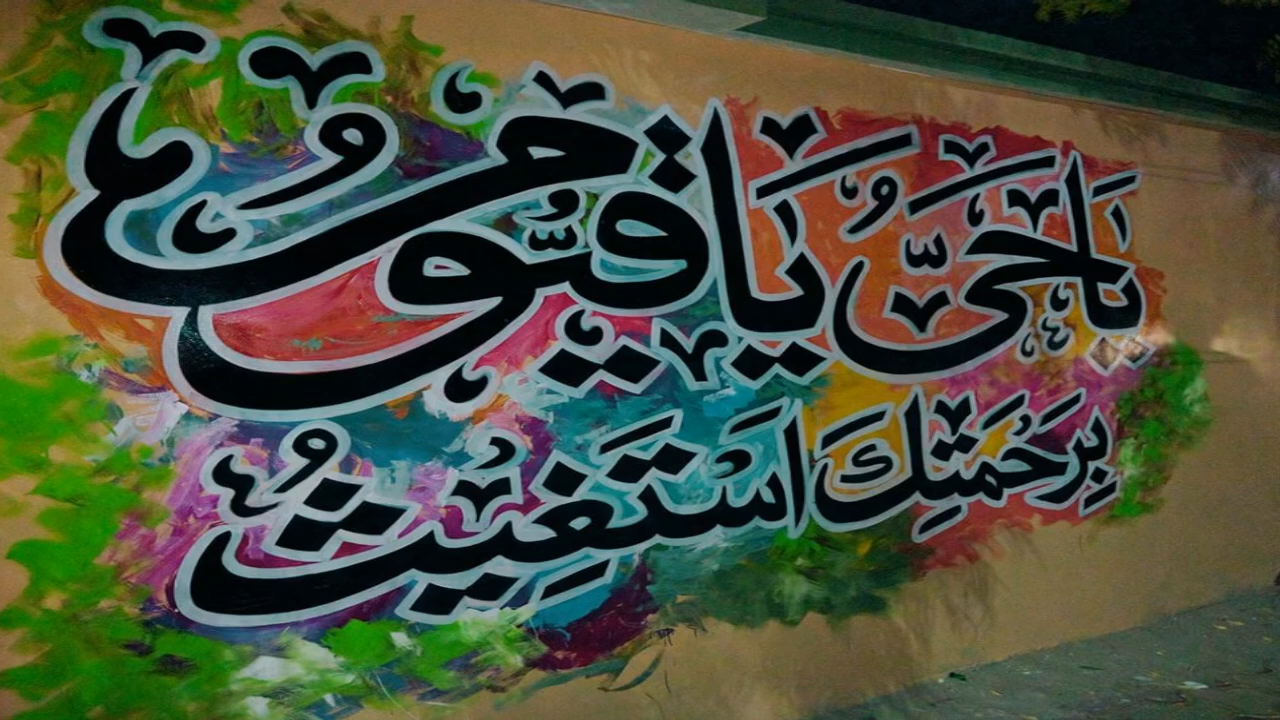 يَا حَيُّ يَا قَيُّومُ
بِرَحْمَتِكَ اَسْتَغِيثُ